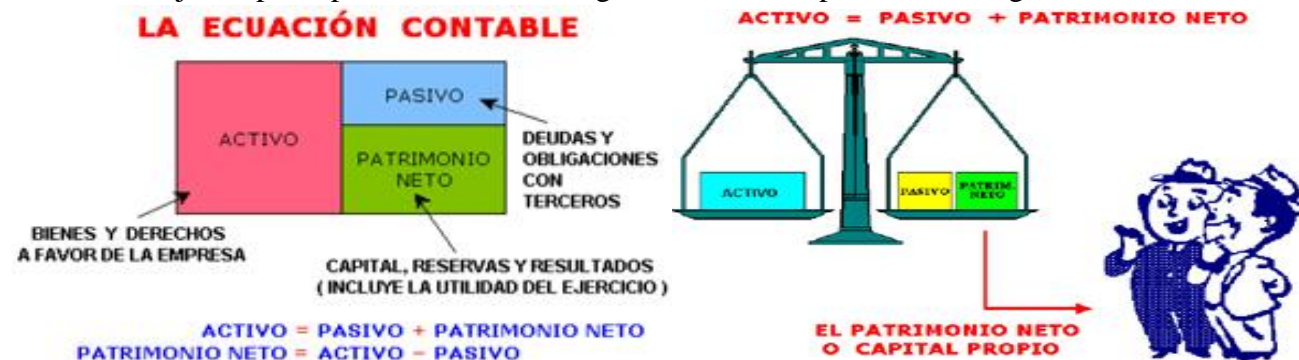 LA ECUACIÓN CONTABLE
ACTIVO
PASIVO
PATRIMONIO
NETO
DEUDAS Y
OBLIGACIONES
CON
TERCEROS
BIENES Y DERECHOS
A FAVOR DE LA EMPRESA
CAPITAL, RESERVAS Y RESULTADOS
( INCLUYE LA UTILIDAD DEL EJERCICIO )
ACTIVO = PASIVO + PATRIMONIO NETO
PATRIMONIO NETO = ACTIVO - PASIVO
ACTIVO = PASIVO + PATRIMONIO NETO
ACTIVO
PASIVO
PATRIM.
NETO
EL PATRIMONIO NETO
O CAPITAL PROPIO